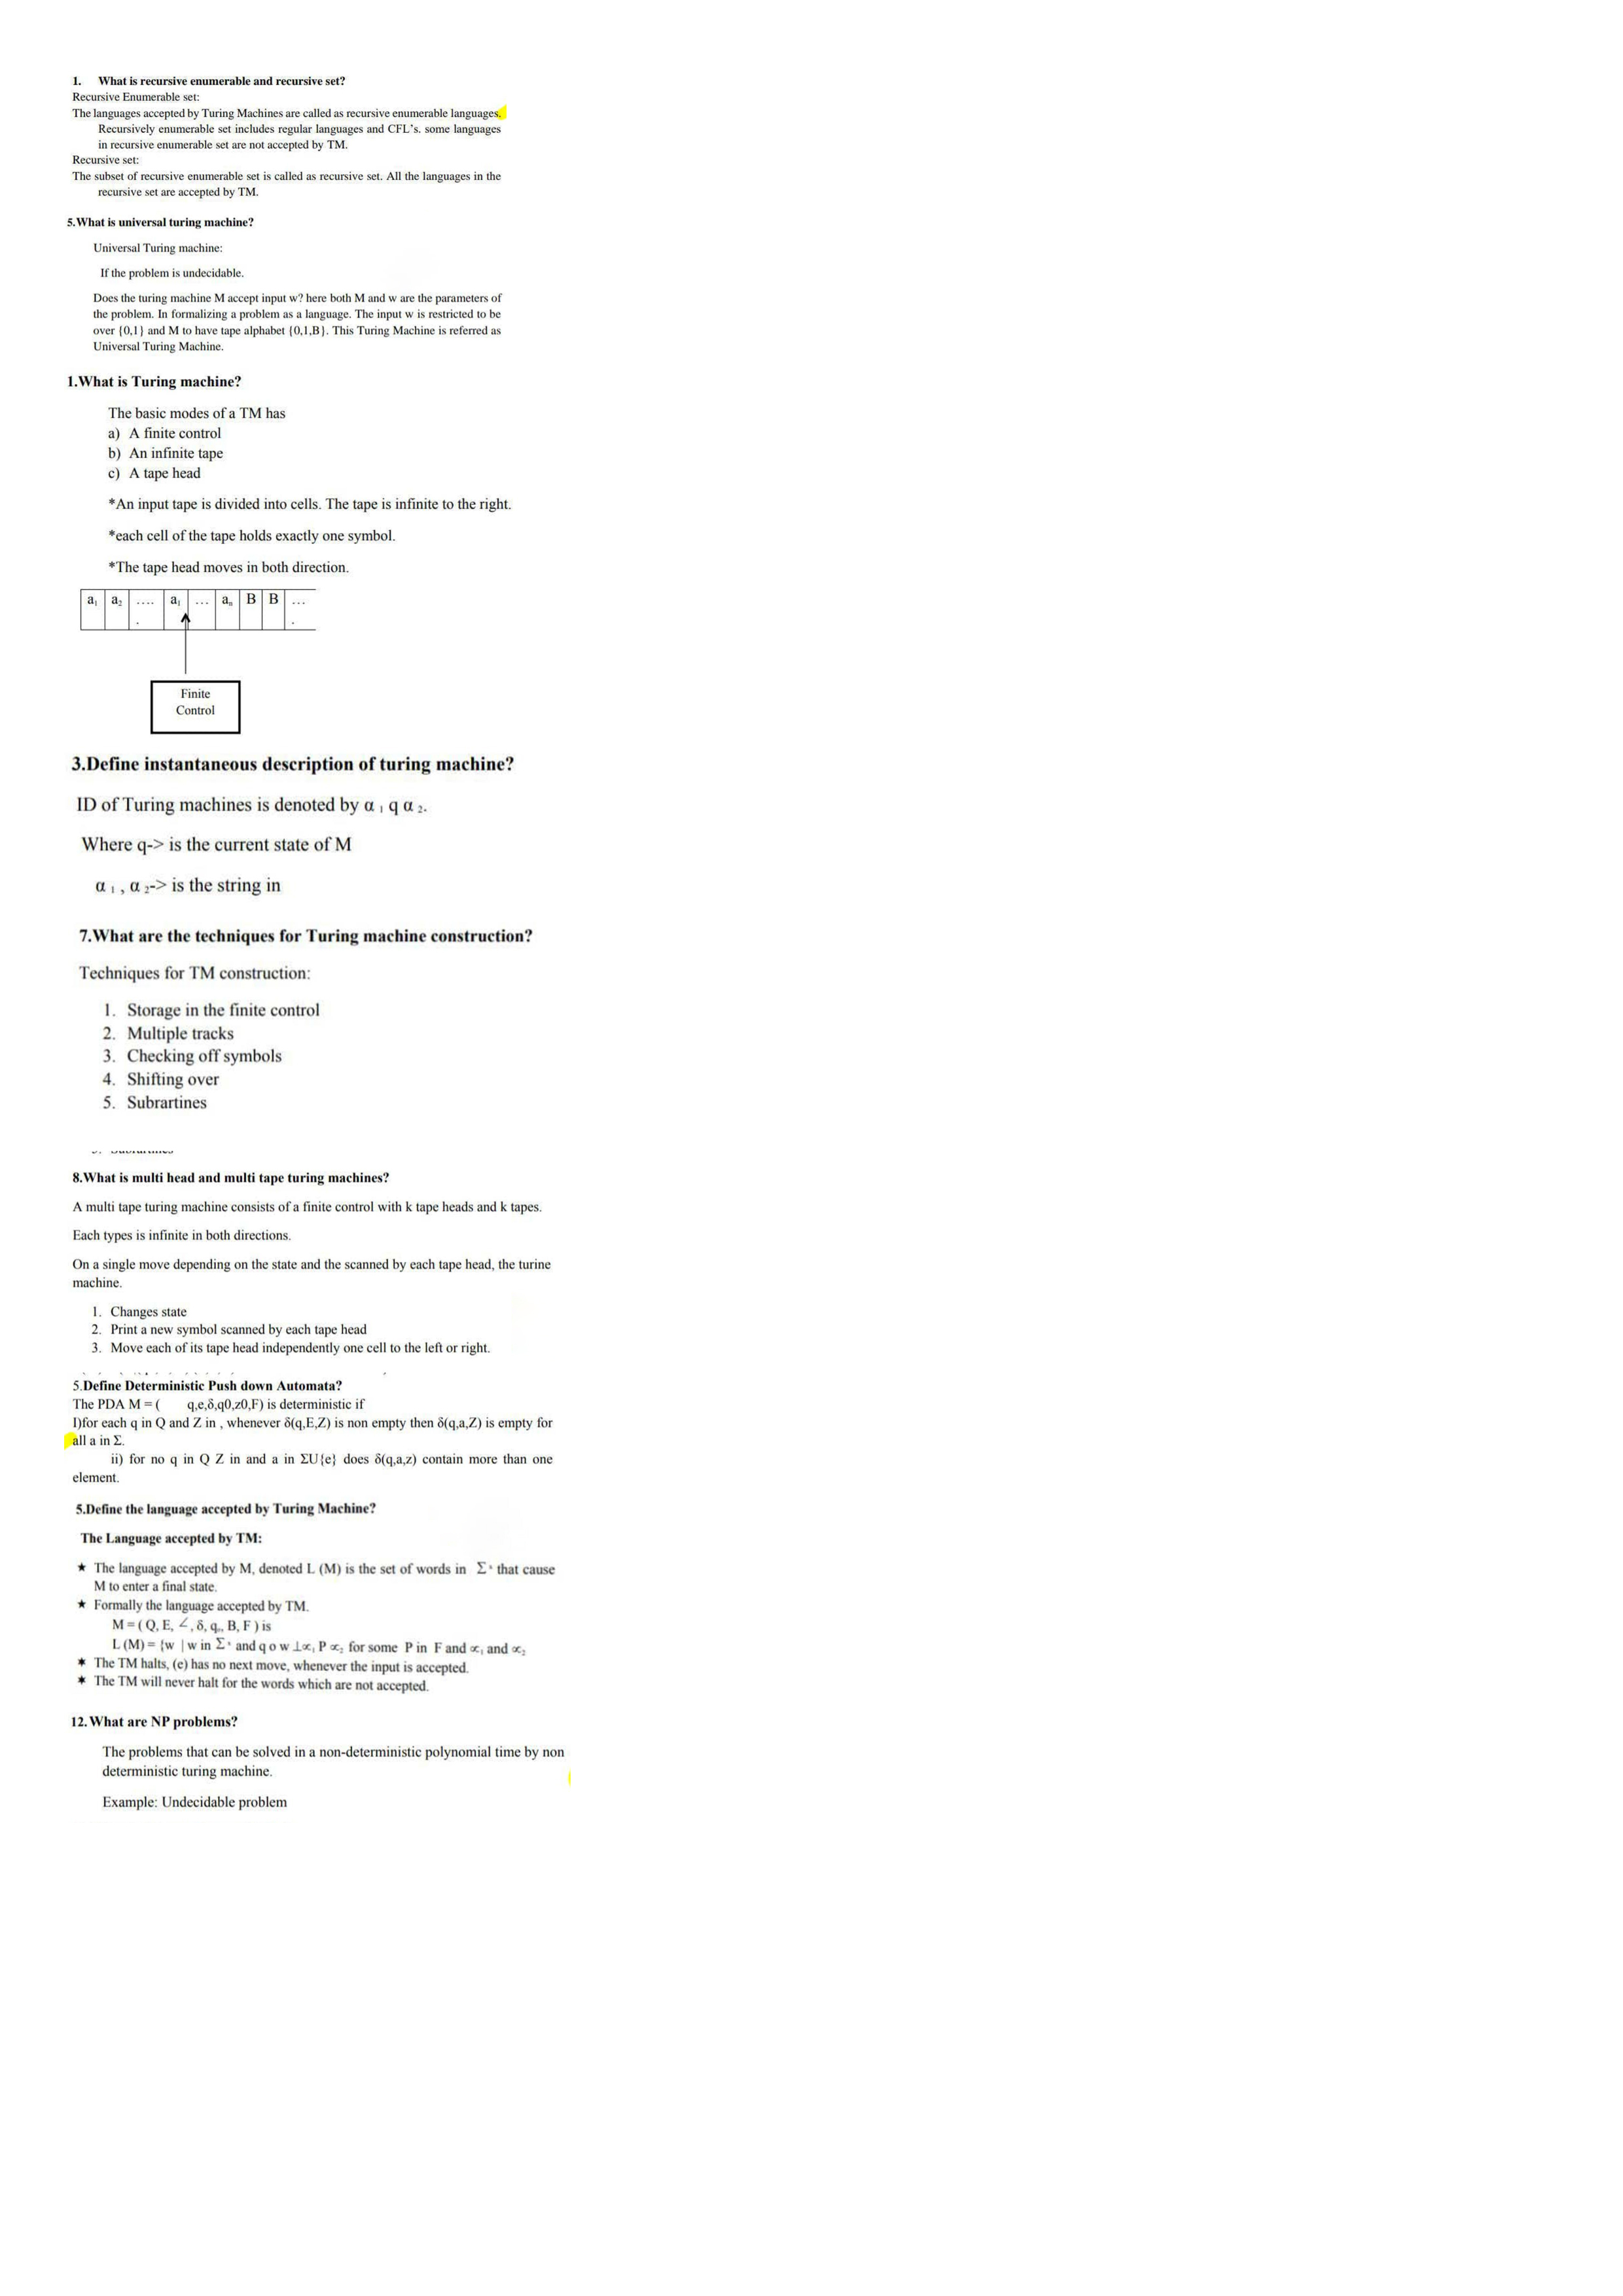 1. What is recursive enumerable and recursive set?
Recursive Enumerable set:
The languages accepted by Turing Machines are called as recursive enumerable languages.
Recursively enumerable set includes regular languages and CFL's. some languages
in recursive enumerable set are not accepted by TM.
Recursive set:
The subset of recursive enumerable set is called as recursive set. All the languages in the
recursive set are accepted by TM.
5.What is universal turing machine?
Universal Turing machine:
If the problem is undecidable.
Does the turing machine M accept input w? here both M and w are the parameters of
the problem. In formalizing a problem as a language. The input w is restricted to be
over {0,1} and M to have tape alphabet {0,1,B}. This Turing Machine is referred as
Universal Turing Machine.
1.What is Turing machine?
The basic modes of a TM has
a) A finite control
b) An infinite tape
c) A tape head
*An input tape is divided into cells. The tape is infinite to the right.
*each cell of the tape holds exactly one symbol.
*The tape head moves in both direction.
a₁ a₂ .... . aᵢ ... aₙ B B ... .
Finite
Control
3.Define instantaneous description of turing machine?
ID of Turing machines is denoted by α ₁ q α ₂.
Where q-> is the current state of M
α ₁ , α ₂-> is the string in
7.What are the techniques for Turing machine construction?
Techniques for TM construction:
1. Storage in the finite control
2. Multiple tracks
3. Checking off symbols
4. Shifting over
5. Subrartines
8.What is multi head and multi tape turing machines?
A multi tape turing machine consists of a finite control with k tape heads and k tapes.
Each types is infinite in both directions.
On a single move depending on the state and the scanned by each tape head, the turine
machine.
1. Changes state
2. Print a new symbol scanned by each tape head
3. Move each of its tape head independently one cell to the left or right.
5.Define Deterministic Push down Automata?
The PDA M = ( q,e,δ,q0,z0,F) is deterministic if
I)for each q in Q and Z in , whenever δ(q,E,Z) is non empty then δ(q,a,Z) is empty for
all a in Σ.
ii) for no q in Q Z in and a in ΣU{e} does δ(q,a,z) contain more than one
element.
5.Define the language accepted by Turing Machine?
The Language accepted by TM:
★ The language accepted by M, denoted L (M) is the set of words in Σ* that cause
M to enter a final state.
★ Formally the language accepted by TM.
M = ( Q, E, ∠, δ, q₀, B, F ) is
L (M) = {w | w in Σ* and q o w ⊥∝₁ P ∝₂ for some P in F and ∝₁ and ∝₂
✶ The TM halts, (e) has no next move, whenever the input is accepted.
✶ The TM will never halt for the words which are not accepted.
12. What are NP problems?
The problems that can be solved in a non-deterministic polynomial time by non
deterministic turing machine.
Example: Undecidable problem